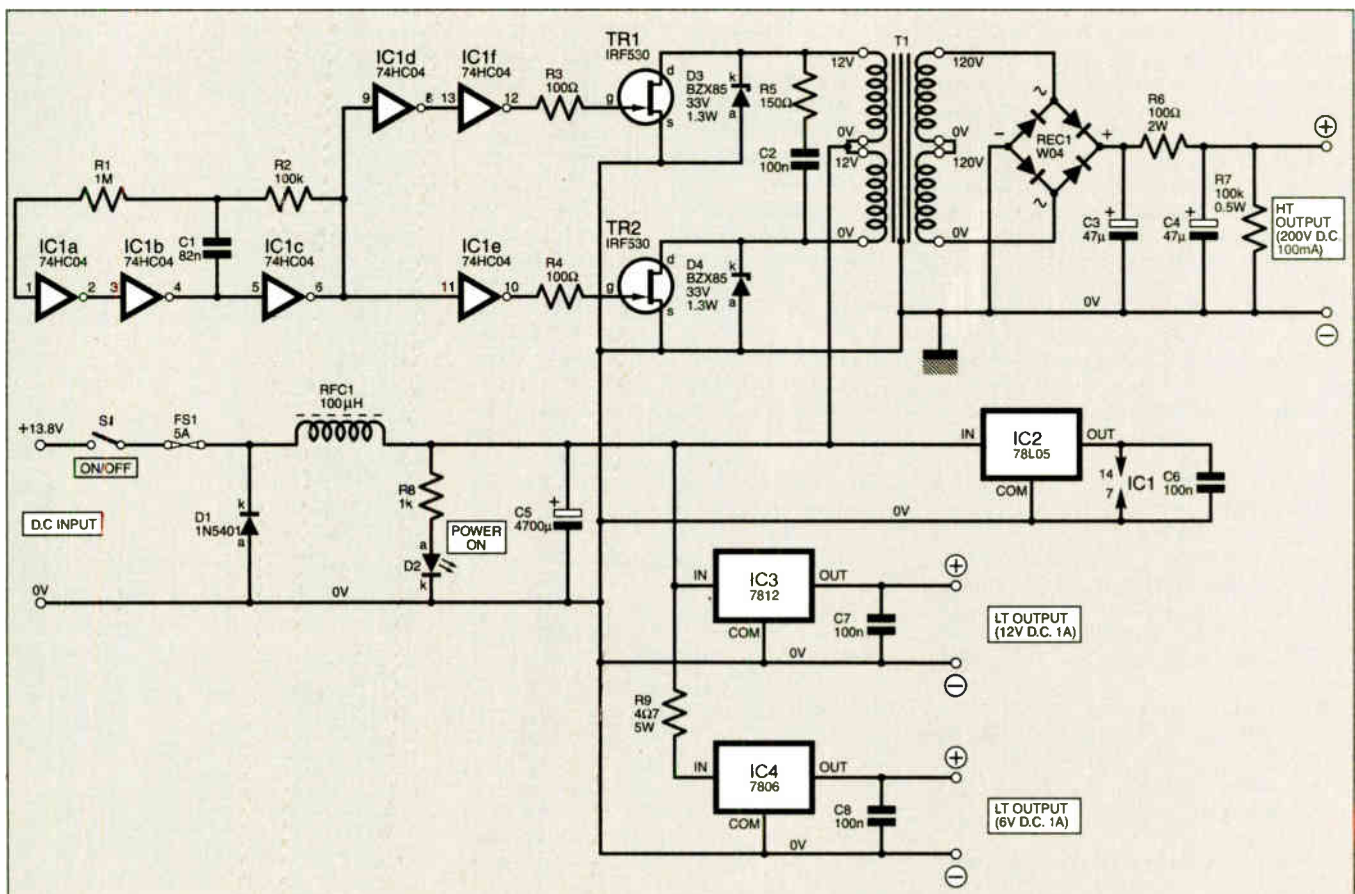 IC1d
74HC04
9
8
IC1f
74HC04
13
12
R3
100Ω
TR1
IRF530
g
d
s
D3
BZX85
33V
1.3W
k
a
R5
150Ω
C2
100n
12V
0V
12V
0V
T1
120V
0V
120V
0V
~
~
−
+
REC1
W04
R6
100Ω
2W
C3
47µ
+
C4
47µ
+
R7
100k
0.5W
HT
OUTPUT
(200V D.C.
100mA)
+
−
0V
R1
1M
R2
100k
C1
82n
IC1a
74HC04
1
2
IC1b
74HC04
3
4
IC1c
74HC04
5
6
IC1e
74HC04
11
10
R4
100Ω
TR2
IRF530
g
d
s
D4
BZX85
33V
1.3W
k
a
+13.8V
S1
ON/OFF
FS1
5A
RFC1
100µH
D.C INPUT
D1
1N5401
k
a
R8
1k
POWER
ON
D2
a
k
C5
4700µ
+
0V
0V
IN
IC2
78L05
OUT
COM
14
7
IC1
C6
100n
0V
IN
IC3
7812
OUT
COM
C7
100n
0V
+
−
LT OUTPUT
(12V D.C. 1A)
R9
4Ω7
5W
IN
IC4
7806
OUT
COM
C8
100n
0V
+
−
LT OUTPUT
(6V D.C. 1A)